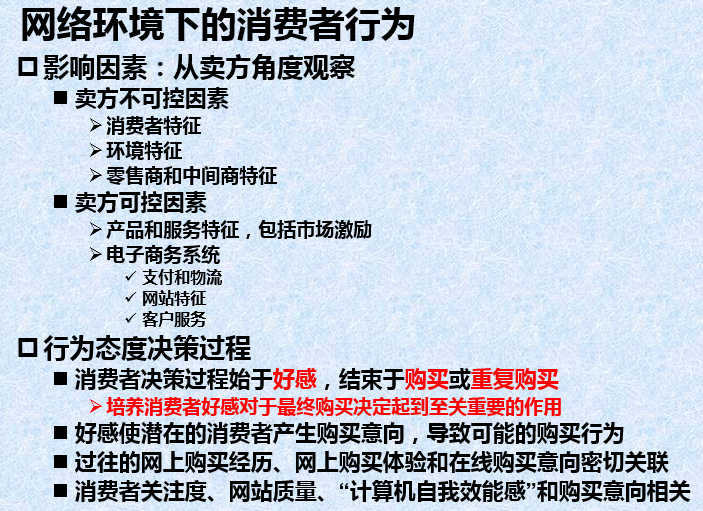 网络环境下的消费者行为
影响因素：从卖方角度观察
卖方不可控因素
消费者特征
环境特征
零售商和中间商特征
卖方可控因素
产品和服务特征，包括市场激励
电子商务系统
支付和物流
网站特征
客户服务
行为态度决策过程
消费者决策过程始于好感，结束于购买或重复购买
培养消费者好感对于最终购买决定起到至关重要的作用
好感使潜在的消费者产生购买意向，导致可能的购买行为
过往的网上购买经历、网上购买体验和在线购买意向密切关联
消费者关注度、网站质量、“计算机自我效能感”和购买意向相关